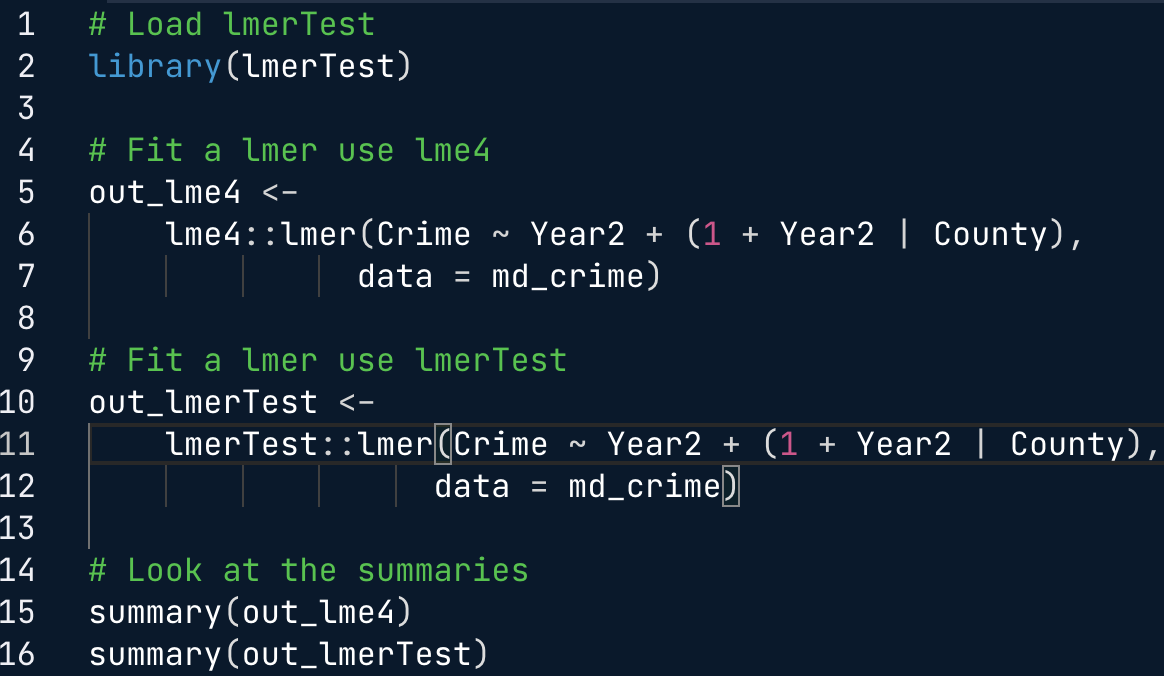 1 # Load lmerTest
2 library(lmerTest)
3
4 # Fit a lmer use lme4
5 out_lme4 <-
6     lme4::lmer(Crime ~ Year2 + (1 + Year2 | County),
7               data = md_crime)
8
9 # Fit a lmer use lmerTest
10 out_lmerTest <-
11     lmerTest::lmer(Crime ~ Year2 + (1 + Year2 | County),
12                   data = md_crime)
13
14 # Look at the summaries
15 summary(out_lme4)
16 summary(out_lmerTest)